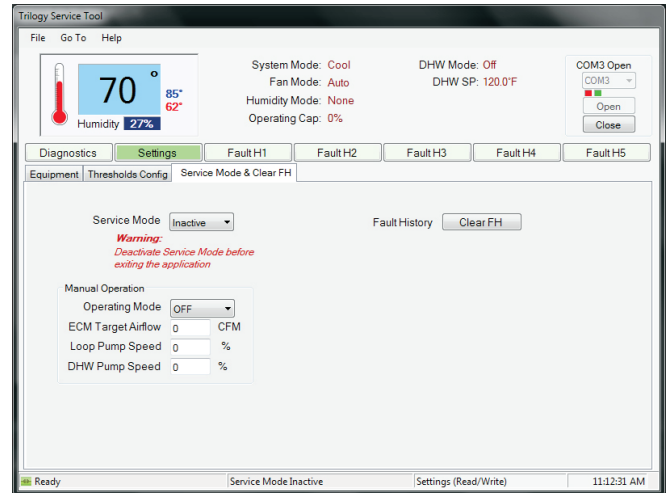 Trilogy Service Tool
File Go To Help
70° 85° 62°
Humidity 27%
System Mode: Cool
Fan Mode: Auto
Humidity Mode: None
Operating Cap: 0%
DHW Mode: Off
DHW SP: 120.0°F
COM3 Open
COM3
Open
Close
Diagnostics Settings Fault H1 Fault H2 Fault H3 Fault H4 Fault H5
Equipment Thresholds Config Service Mode & Clear FH
Service Mode Inactive
Warning:
Deactivate Service Mode before
exiting the application
Fault History Clear FH
Manual Operation
Operating Mode OFF
ECM Target Airflow 0 CFM
Loop Pump Speed 0 %
DHW Pump Speed 0 %
Ready Service Mode Inactive Settings (Read/Write) 11:12:31 AM